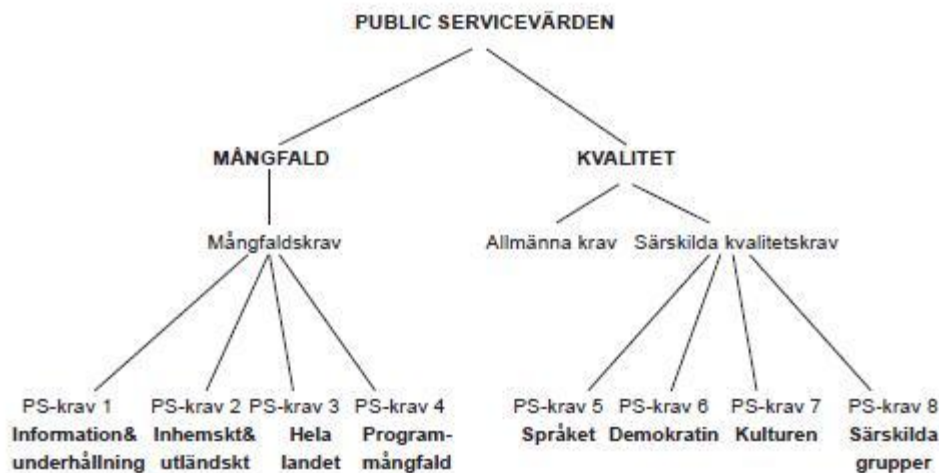 PUBLIC SERVICEVÄRDEN
MÅNGFALD
KVALITET
Mångfaldskrav
Allmänna krav
Särskilda kvalitetskrav
PS-krav 1
Information&
underhållning
PS-krav 2
Inhemskt&
utländskt
PS-krav 3
Hela
landet
PS-krav 4
Program-
mångfald
PS-krav 5
Språket
PS-krav 6
Demokratin
PS-krav 7
Kulturen
PS-krav 8
Särskilda
grupper